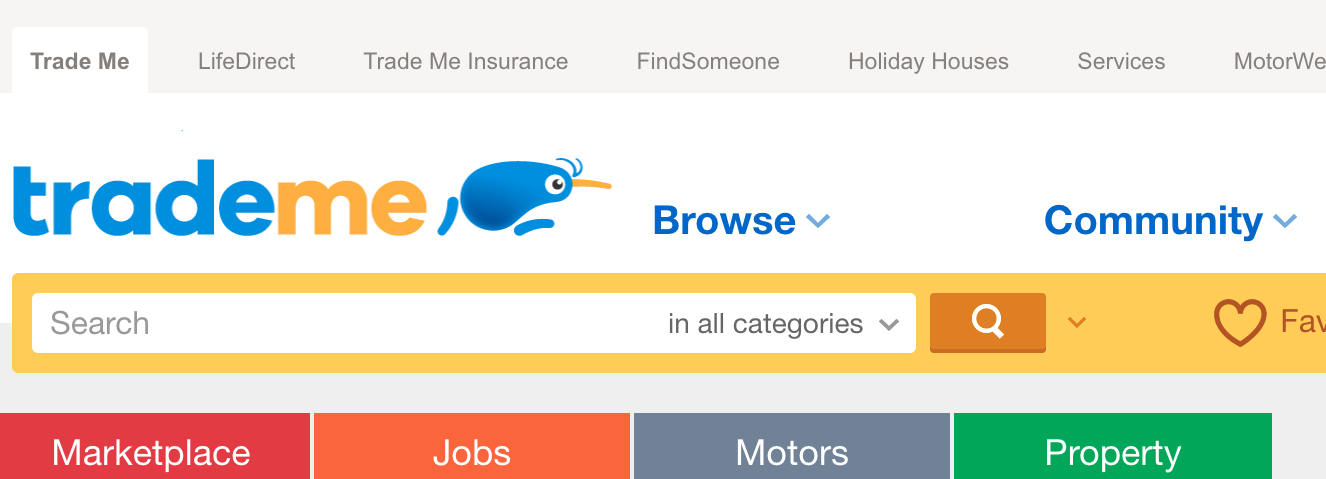 Trade Me LifeDirect Trade Me Insurance FindSomeone Holiday Houses Services MotorWe
trademe Browse Community
Search in all categories Fav
Marketplace Jobs Motors Property